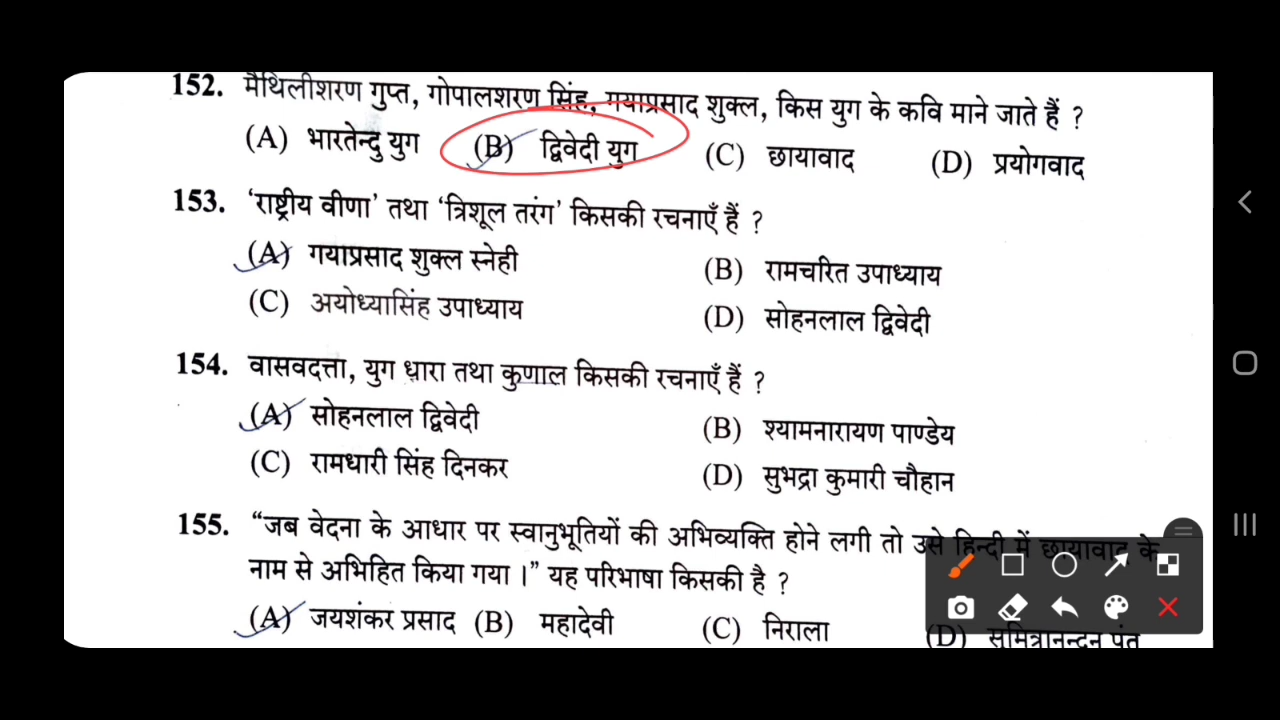 152. मैथिलीशरण गुप्त, गोपालशरण सिंह, गयाप्रसाद शुक्ल, किस युग के कवि माने जाते हैं ?
(A) भारतेन्दु युग (B) द्विवेदी युग (C) छायावाद (D) प्रयोगवाद
153. ‘राष्ट्रीय वीणा’ तथा ‘त्रिशूल तरंग’ किसकी रचनाएँ हैं ?
(A) गयाप्रसाद शुक्ल स्नेही (B) रामचरित उपाध्याय
(C) अयोध्यासिंह उपाध्याय (D) सोहनलाल द्विवेदी
154. वासवदत्ता, युग धारा तथा कुणाल किसकी रचनाएँ हैं ?
(A) सोहनलाल द्विवेदी (B) श्यामनारायण पाण्डेय
(C) रामधारी सिंह दिनकर (D) सुभद्रा कुमारी चौहान
155. “जब वेदना के आधार पर स्वानुभूतियों की अभिव्यक्ति होने लगी तो उसे हिन्दी में छायावाद के
नाम से अभिहित किया गया ।” यह परिभाषा किसकी है ?
(A) जयशंकर प्रसाद (B) महादेवी (C) निराला (D) सुमित्रानन्दन पंत